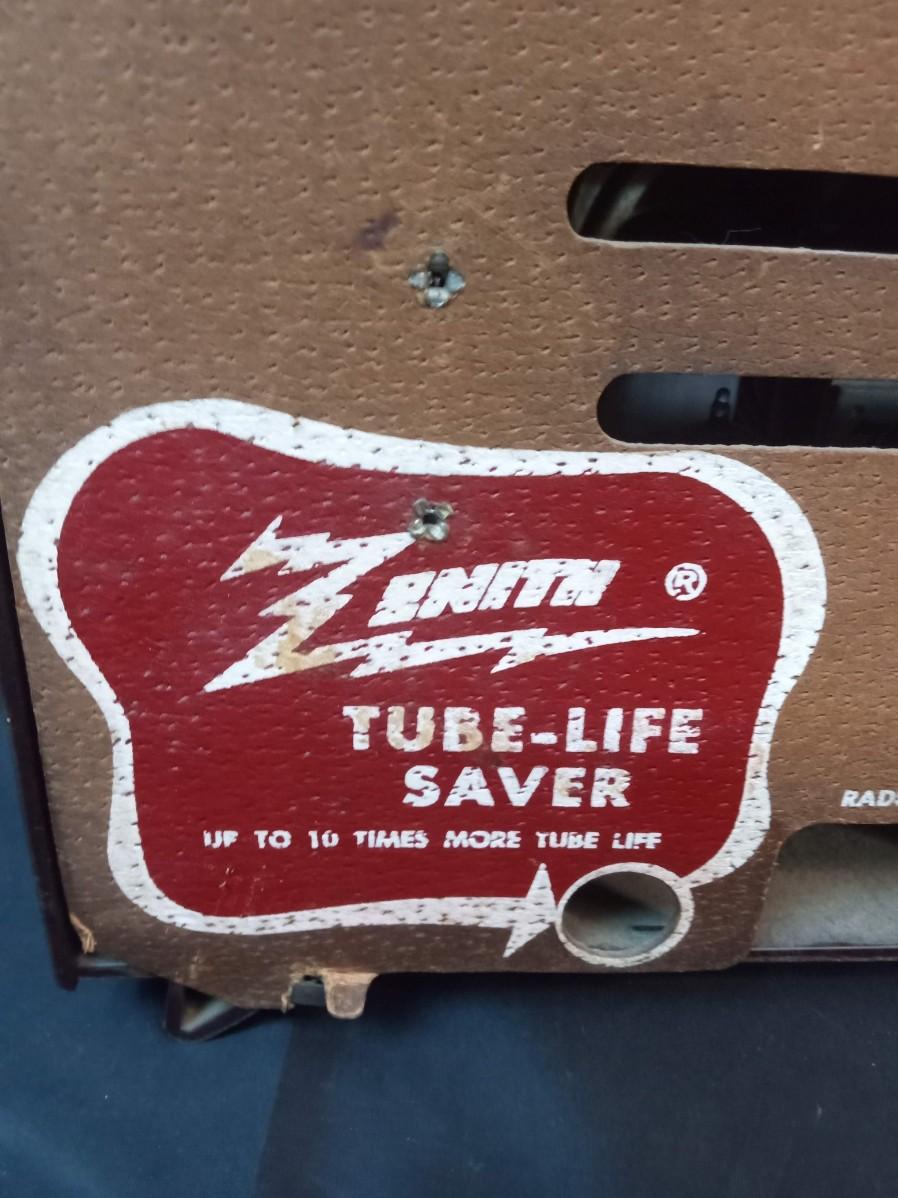 ZENITH ®
TUBE-LIFE
SAVER
UP TO 10 TIMES MORE TUBE LIFE